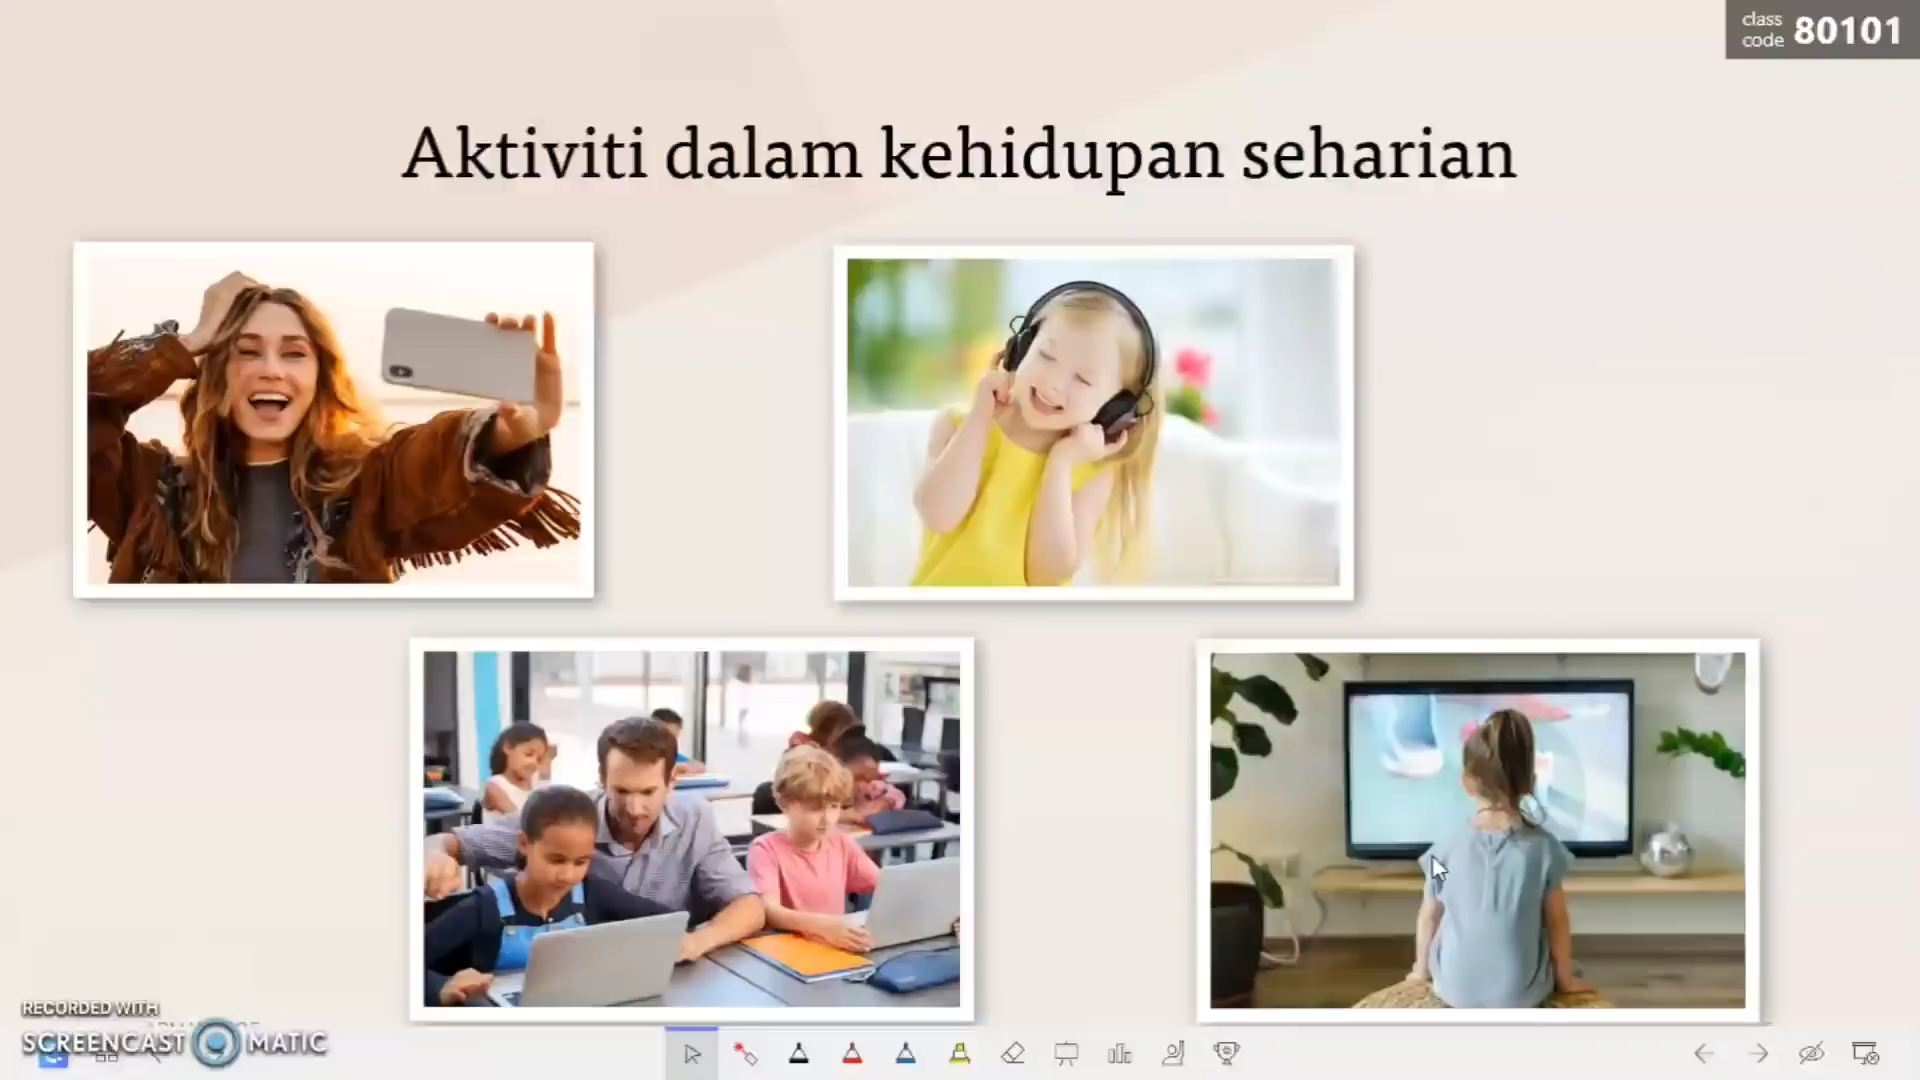 class
code 80101
Aktiviti dalam kehidupan seharian
RECORDED WITH
SCREENCAST MATIC